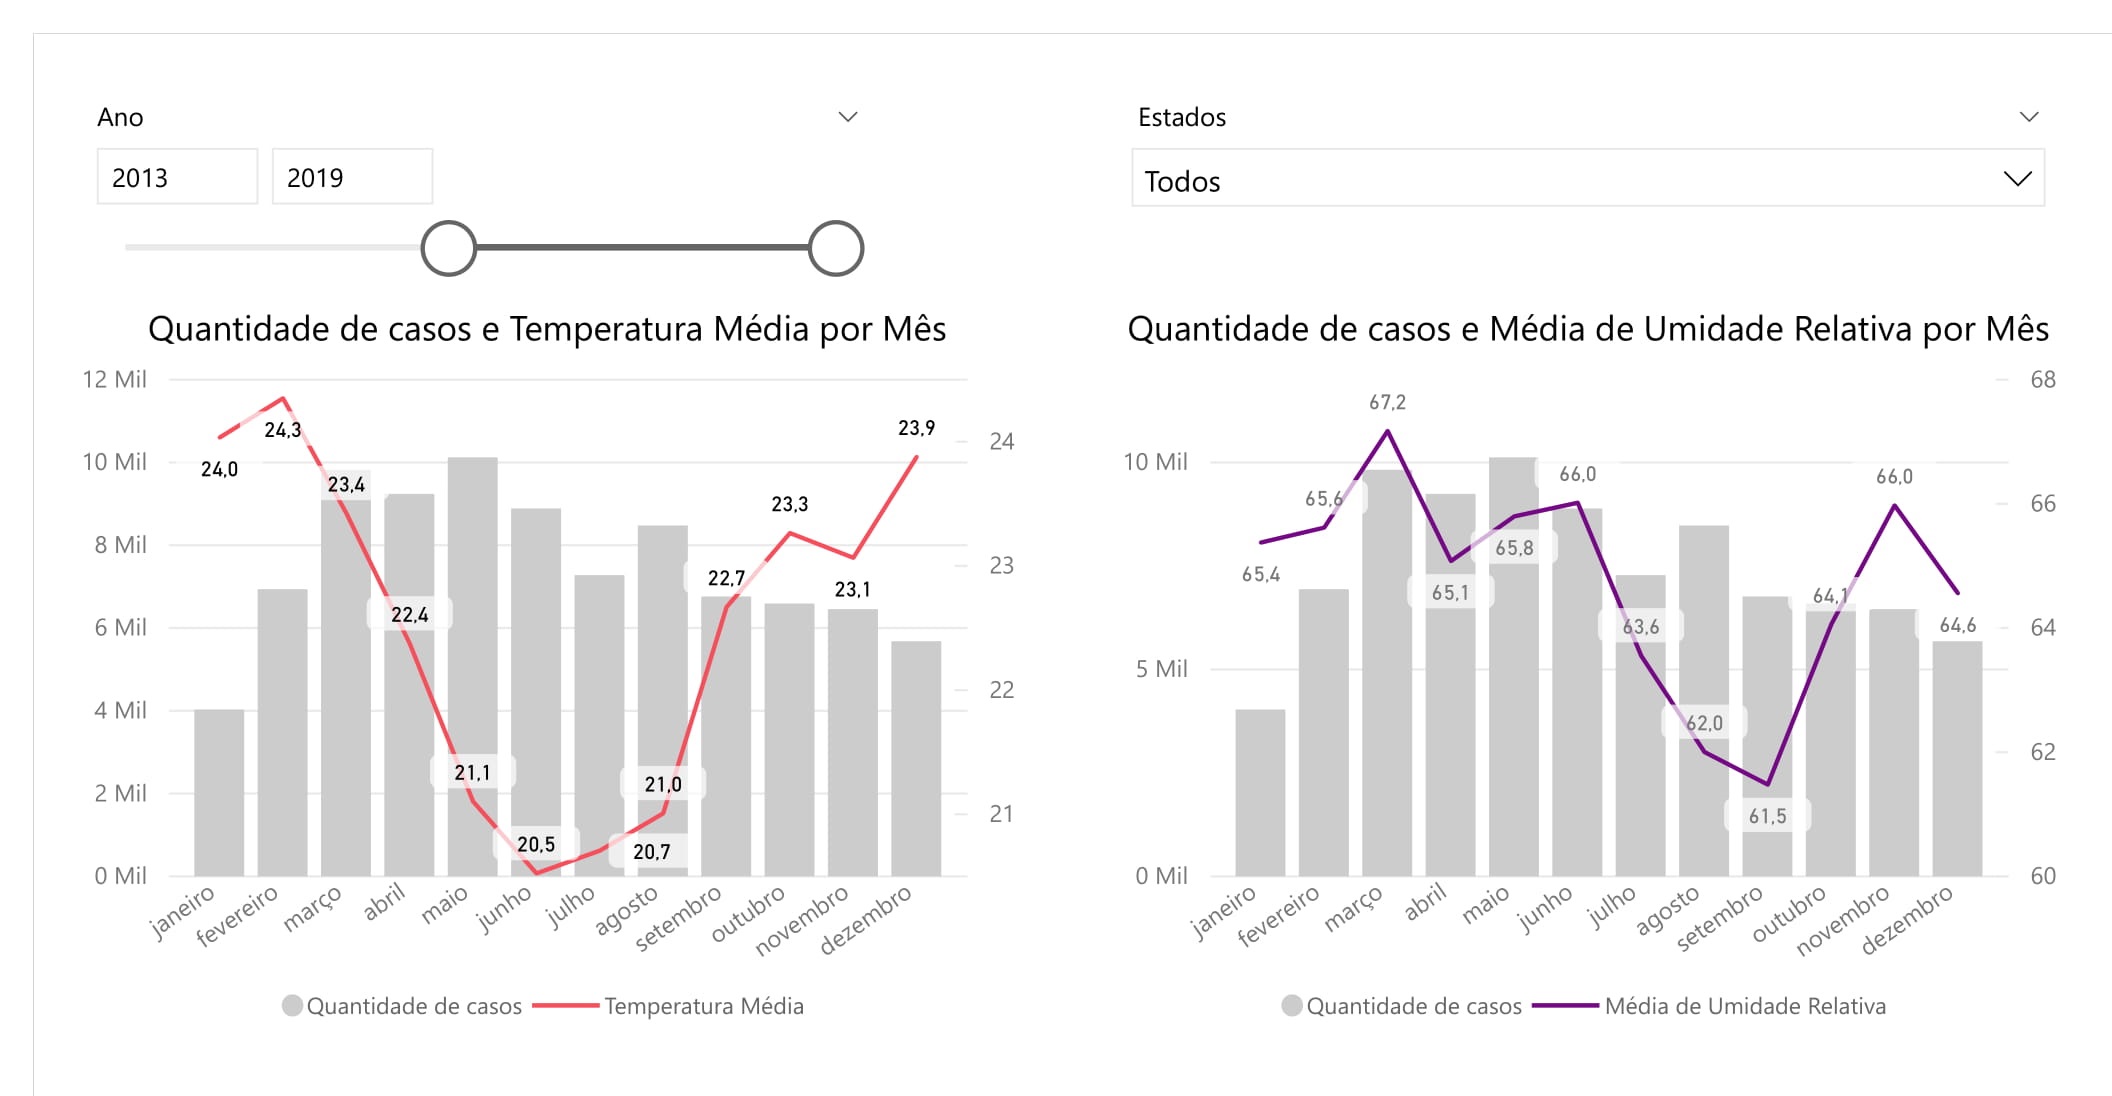 Ano
2013 2019
Estados
Todos
Quantidade de casos e Temperatura Média por Mês
12 Mil
10 Mil
8 Mil
6 Mil
4 Mil
2 Mil
0 Mil
24,0
24,3
23,4
22,4
21,1
20,5
20,7
21,0
22,7
23,3
23,1
23,9
24
23
22
21
janeiro
fevereiro
março
abril
maio
junho
julho
agosto
setembro
outubro
novembro
dezembro
Quantidade de casos Temperatura Média
Quantidade de casos e Média de Umidade Relativa por Mês
10 Mil
5 Mil
0 Mil
65,4
65,6
67,2
65,1
65,8
66,0
63,6
62,0
61,5
64,1
66,0
64,6
68
66
64
62
60
janeiro
fevereiro
março
abril
maio
junho
julho
agosto
setembro
outubro
novembro
dezembro
Quantidade de casos Média de Umidade Relativa